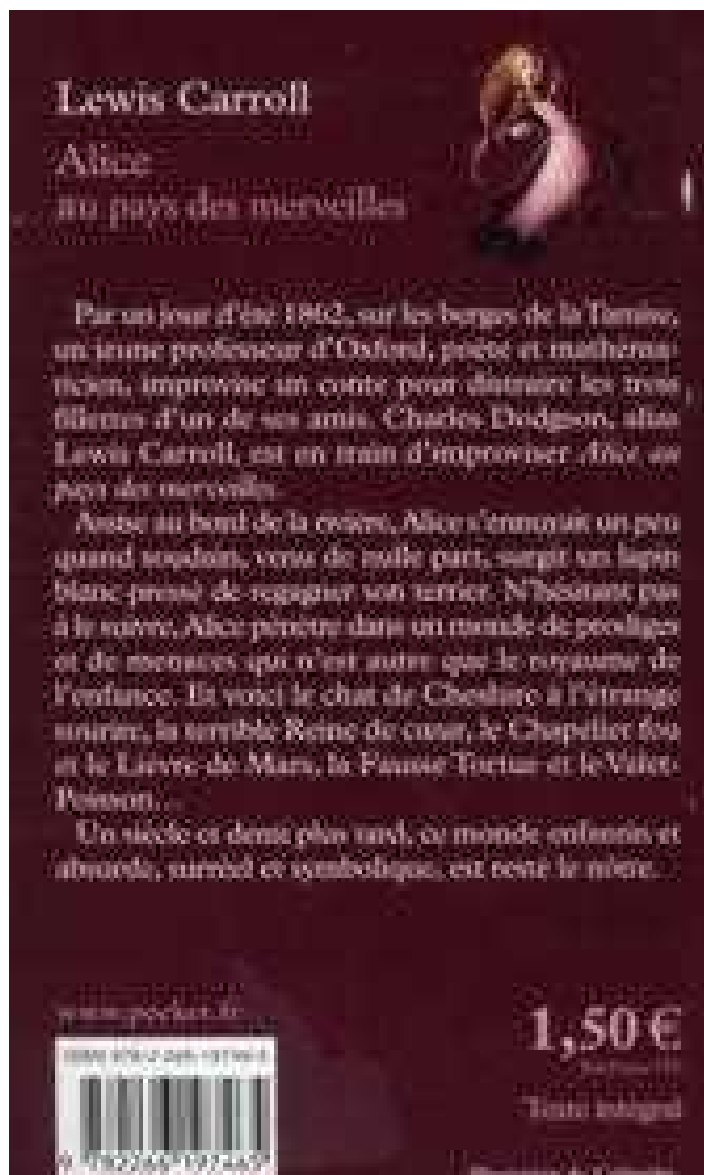 Lewis Carroll
Alice
au pays des merveilles
Par un jour d'été 1862, sur les berges de la Tamise,
un jeune professeur d'Oxford, poète et mathéma-
ticien, improvise un conte pour distraire les trois
fillettes d'un de ses amis. Charles Dodgson, alias
Lewis Carroll, est en train d'improviser Alice au
pays des merveilles.
Assise au bord de la rivière, Alice s'ennuyait un peu
quand soudain, venu de nulle part, surgit un lapin
blanc pressé de regagner son terrier. N'hésitant pas
à le suivre, Alice pénètre dans un monde de prodiges
et de menaces qui n'est autre que le royaume de
l'enfance. Et voici le chat de Cheshire à l'étrange
sourire, la terrible Reine de cœur, le Chapelier fou
et le Lièvre de Mars, la Fausse Tortue et le Valet-
Poisson...
Un siècle et demi plus tard, ce monde enfantin et
absurde, surréel et symbolique, est resté le nôtre.
www.pocket.fr
1,50 €
ISBN
Texte intégral
9 782266 197465